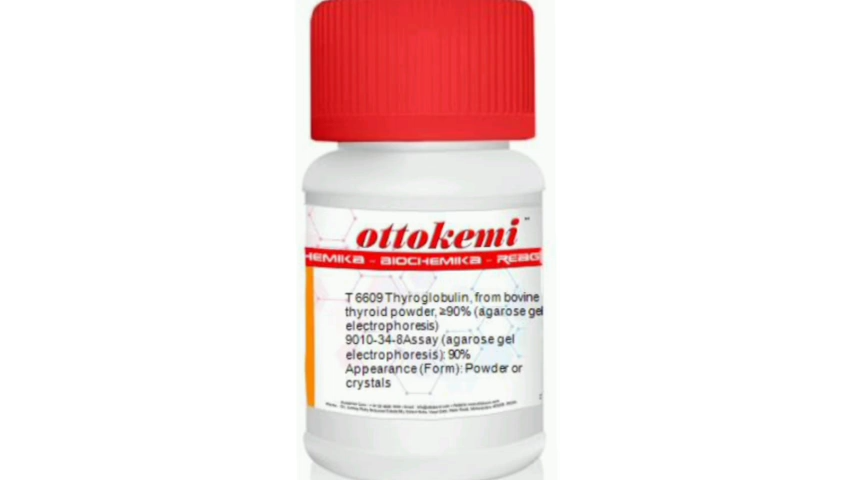 ottokemi
HEMIKA - BIOCHEMIKA - REAG
T 6609 Thyroglobulin, from bovine
thyroid powder, ≥90% (agarose gel
electrophoresis)
9010-34-8Assay (agarose gel
electrophoresis): 90%
Appearance (Form): Powder or
crystals